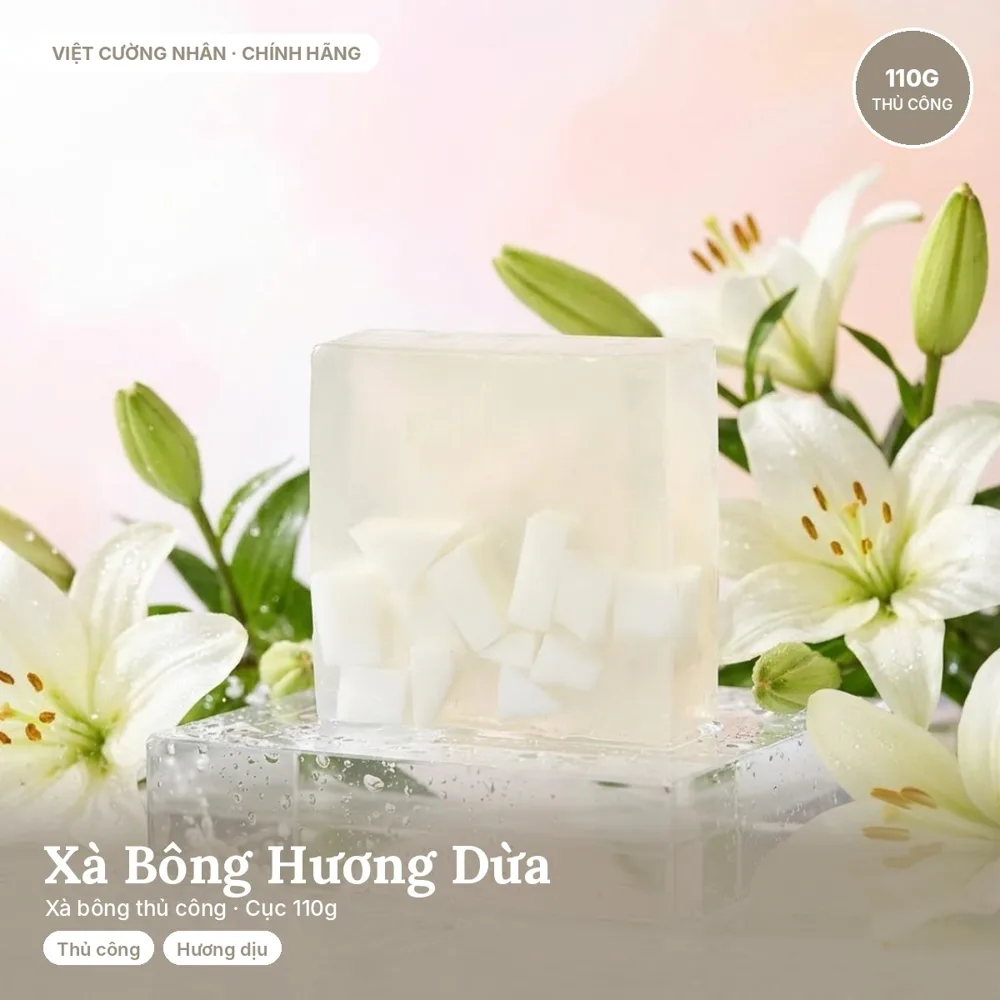 VIỆT CƯỜNG NHÂN · CHÍNH HÃNG
110G
THỦ CÔNG
Xà Bông Hương Dừa
Xà bông thủ công · Cục 110g
Thủ công
Hương dịu